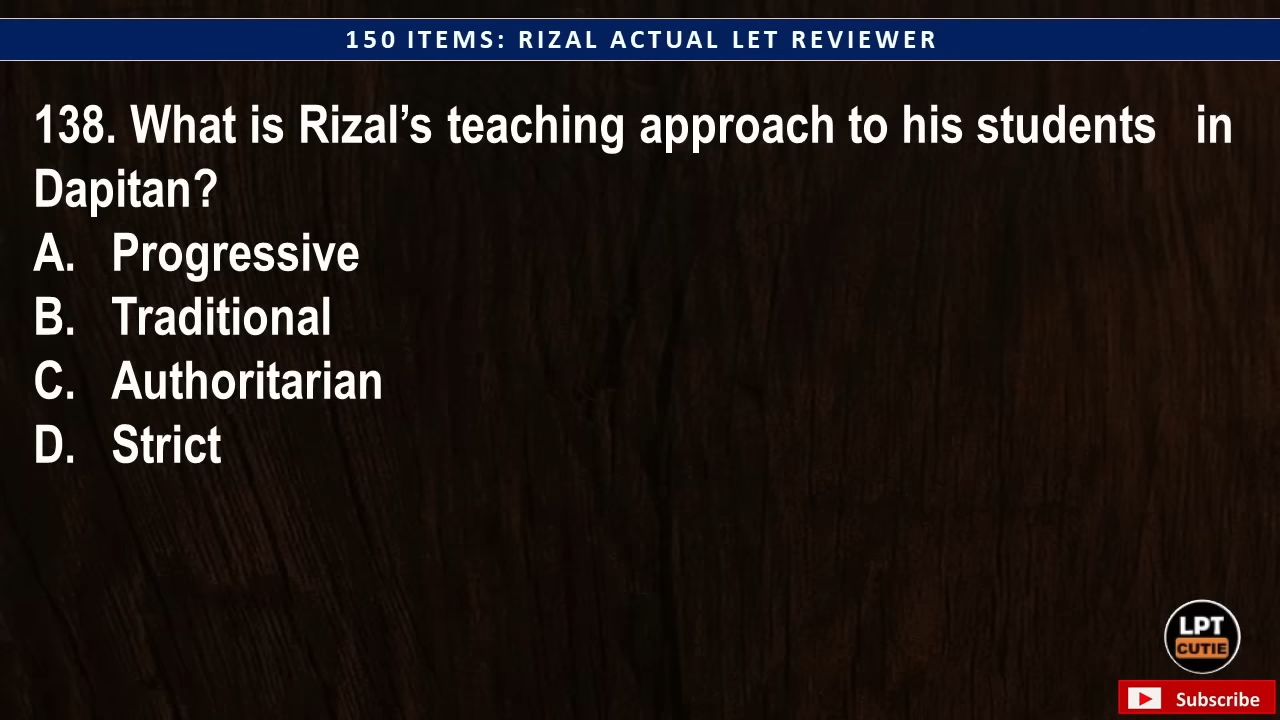 150 ITEMS: RIZAL ACTUAL LET REVIEWER
138. What is Rizal’s teaching approach to his students in
Dapitan?
A. Progressive
B. Traditional
C. Authoritarian
D. Strict
LPT
CUTIE
Subscribe